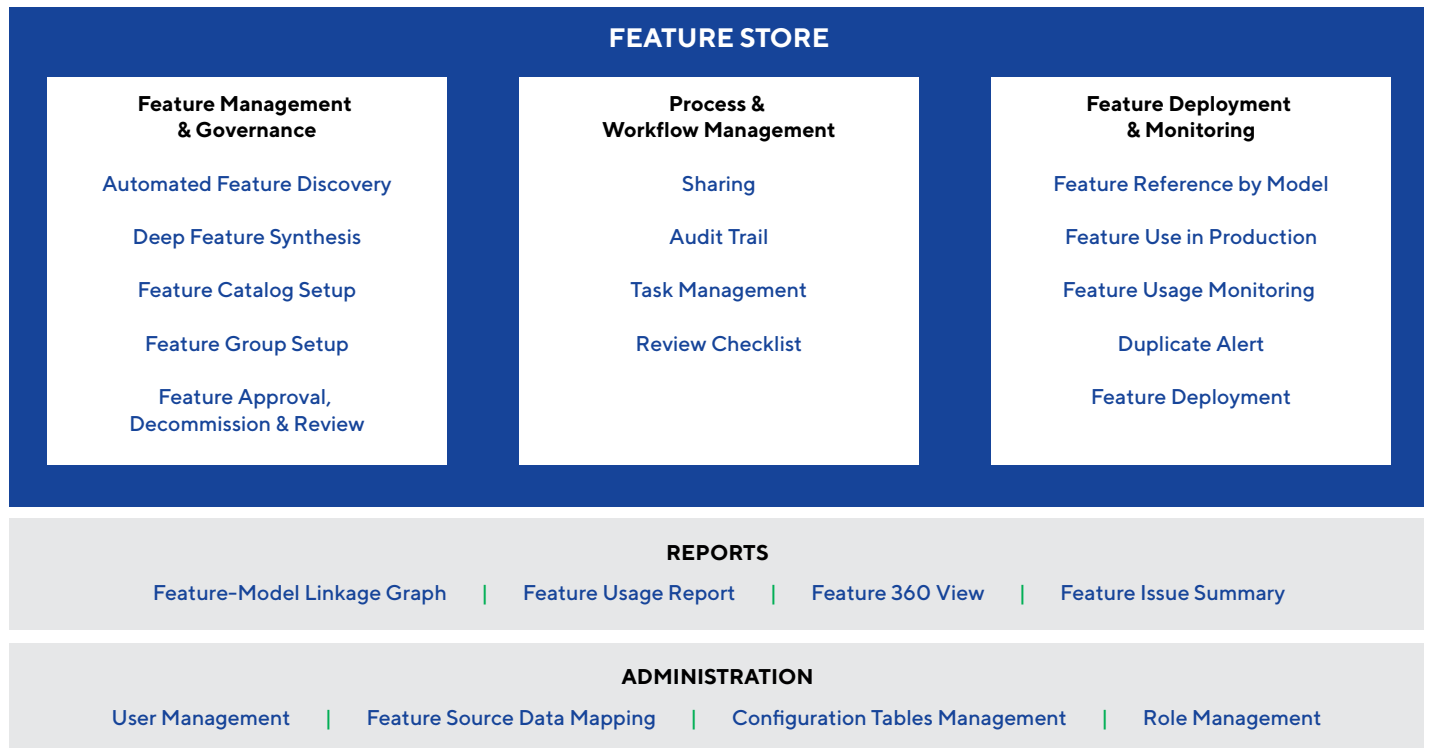 FEATURE STORE
Feature Management
& Governance
Automated Feature Discovery
Deep Feature Synthesis
Feature Catalog Setup
Feature Group Setup
Feature Approval,
Decommission & Review
Process &
Workflow Management
Sharing
Audit Trail
Task Management
Review Checklist
Feature Deployment
& Monitoring
Feature Reference by Model
Feature Use in Production
Feature Usage Monitoring
Duplicate Alert
Feature Deployment
REPORTS
Feature-Model Linkage Graph | Feature Usage Report | Feature 360 View | Feature Issue Summary
ADMINISTRATION
User Management | Feature Source Data Mapping | Configuration Tables Management | Role Management